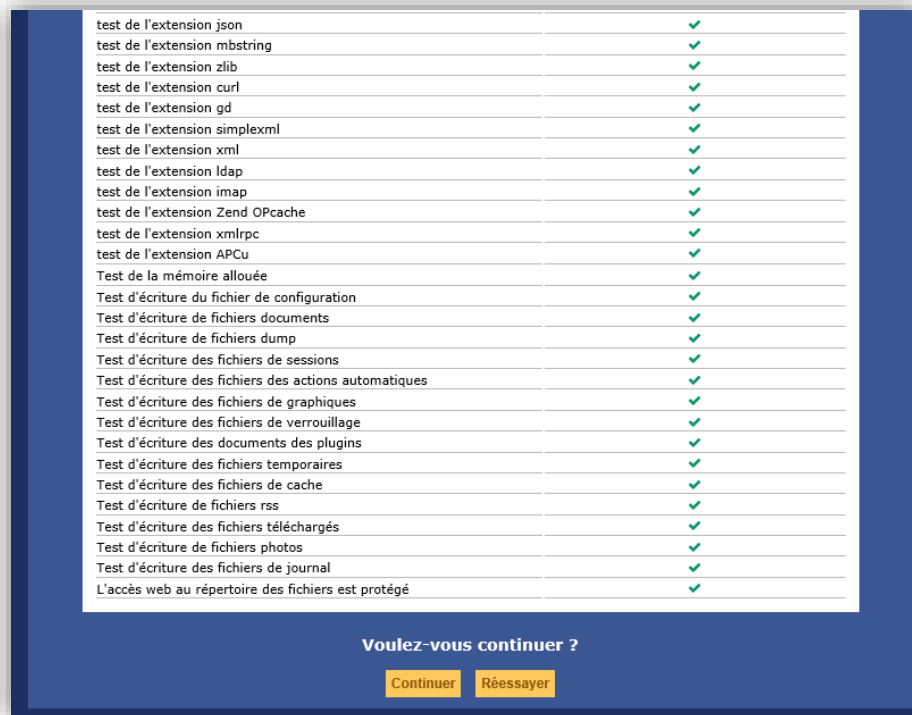 test de l'extension json
test de l'extension mbstring
test de l'extension zlib
test de l'extension curl
test de l'extension gd
test de l'extension simplexml
test de l'extension xml
test de l'extension ldap
test de l'extension imap
test de l'extension Zend OPcache
test de l'extension xmlrpc
test de l'extension APCu
Test de la mémoire allouée
Test d'écriture du fichier de configuration
Test d'écriture de fichiers documents
Test d'écriture de fichiers dump
Test d'écriture des fichiers de sessions
Test d'écriture des fichiers des actions automatiques
Test d'écriture des fichiers de graphiques
Test d'écriture des fichiers de verrouillage
Test d'écriture des documents des plugins
Test d'écriture des fichiers temporaires
Test d'écriture des fichiers de cache
Test d'écriture de fichiers rss
Test d'écriture des fichiers téléchargés
Test d'écriture de fichiers photos
Test d'écriture des fichiers de journal
L'accès web au répertoire des fichiers est protégé
Voulez-vous continuer ?
Continuer Réessayer